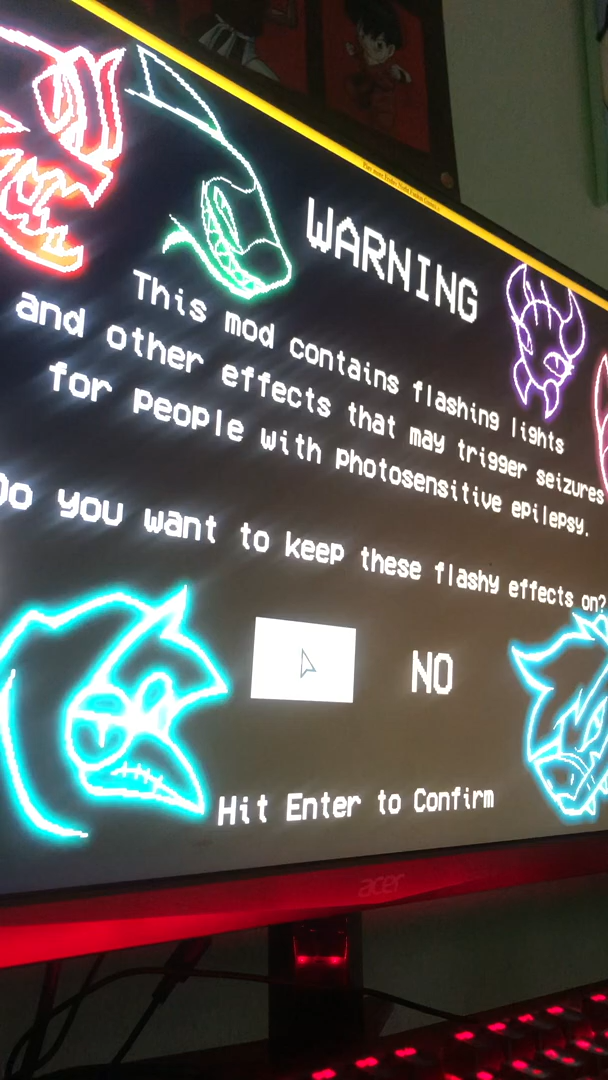 WARNING
This mod contains flashing lights
and other effects that may trigger seizures
for people with photosensitive epilepsy.
Do you want to keep these flashy effects on?
NO
Hit Enter to Confirm
acer